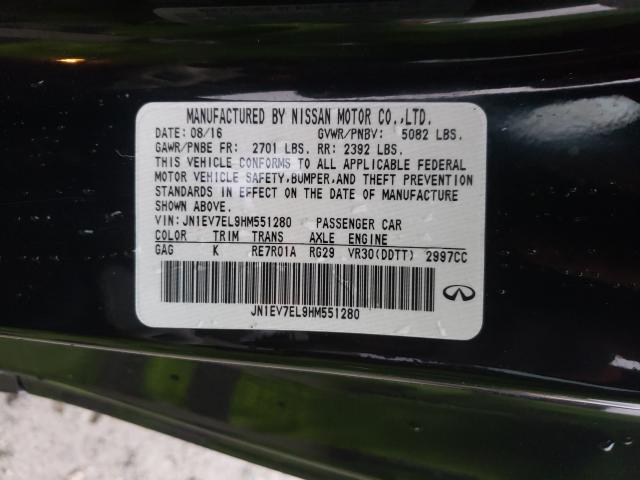 MANUFACTURED BY NISSAN MOTOR CO.,LTD.
DATE: 08/16 GVWR/PNBV: 5082 LBS.
GAWR/PNBE FR: 2701 LBS. RR: 2392 LBS.
THIS VEHICLE CONFORMS TO ALL APPLICABLE FEDERAL
MOTOR VEHICLE SAFETY,BUMPER,AND THEFT PREVENTION
STANDARDS IN EFFECT ON THE DATE OF MANUFACTURE
SHOWN ABOVE.
VIN:JN1EV7EL9HM551280 PASSENGER CAR
COLOR TRIM TRANS AXLE ENGINE
GAG K RE7R01A RG29 VR30(DDTT) 2997CC
JN1EV7EL9HM551280